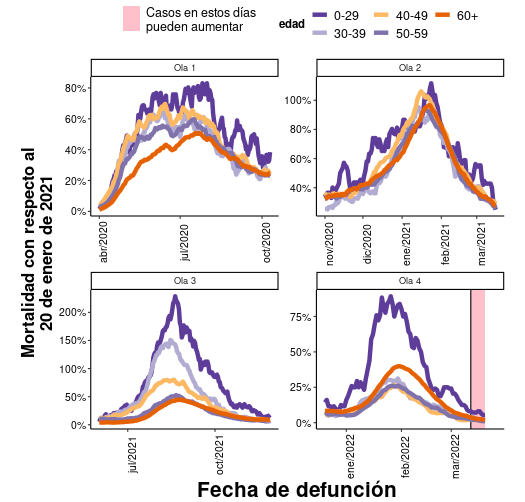 Casos en estos días
pueden aumentar
edad
0-29
30-39
40-49
50-59
60+
Mortalidad con respecto al
20 de enero de 2021
Ola 1
80%
60%
40%
20%
0%
abr/2020
jul/2020
oct/2020
Ola 2
100%
80%
60%
40%
nov/2020
dic/2020
ene/2021
feb/2021
mar/2021
Ola 3
200%
150%
100%
50%
0%
jul/2021
oct/2021
Ola 4
75%
50%
25%
0%
ene/2022
feb/2022
mar/2022
Fecha de defunción